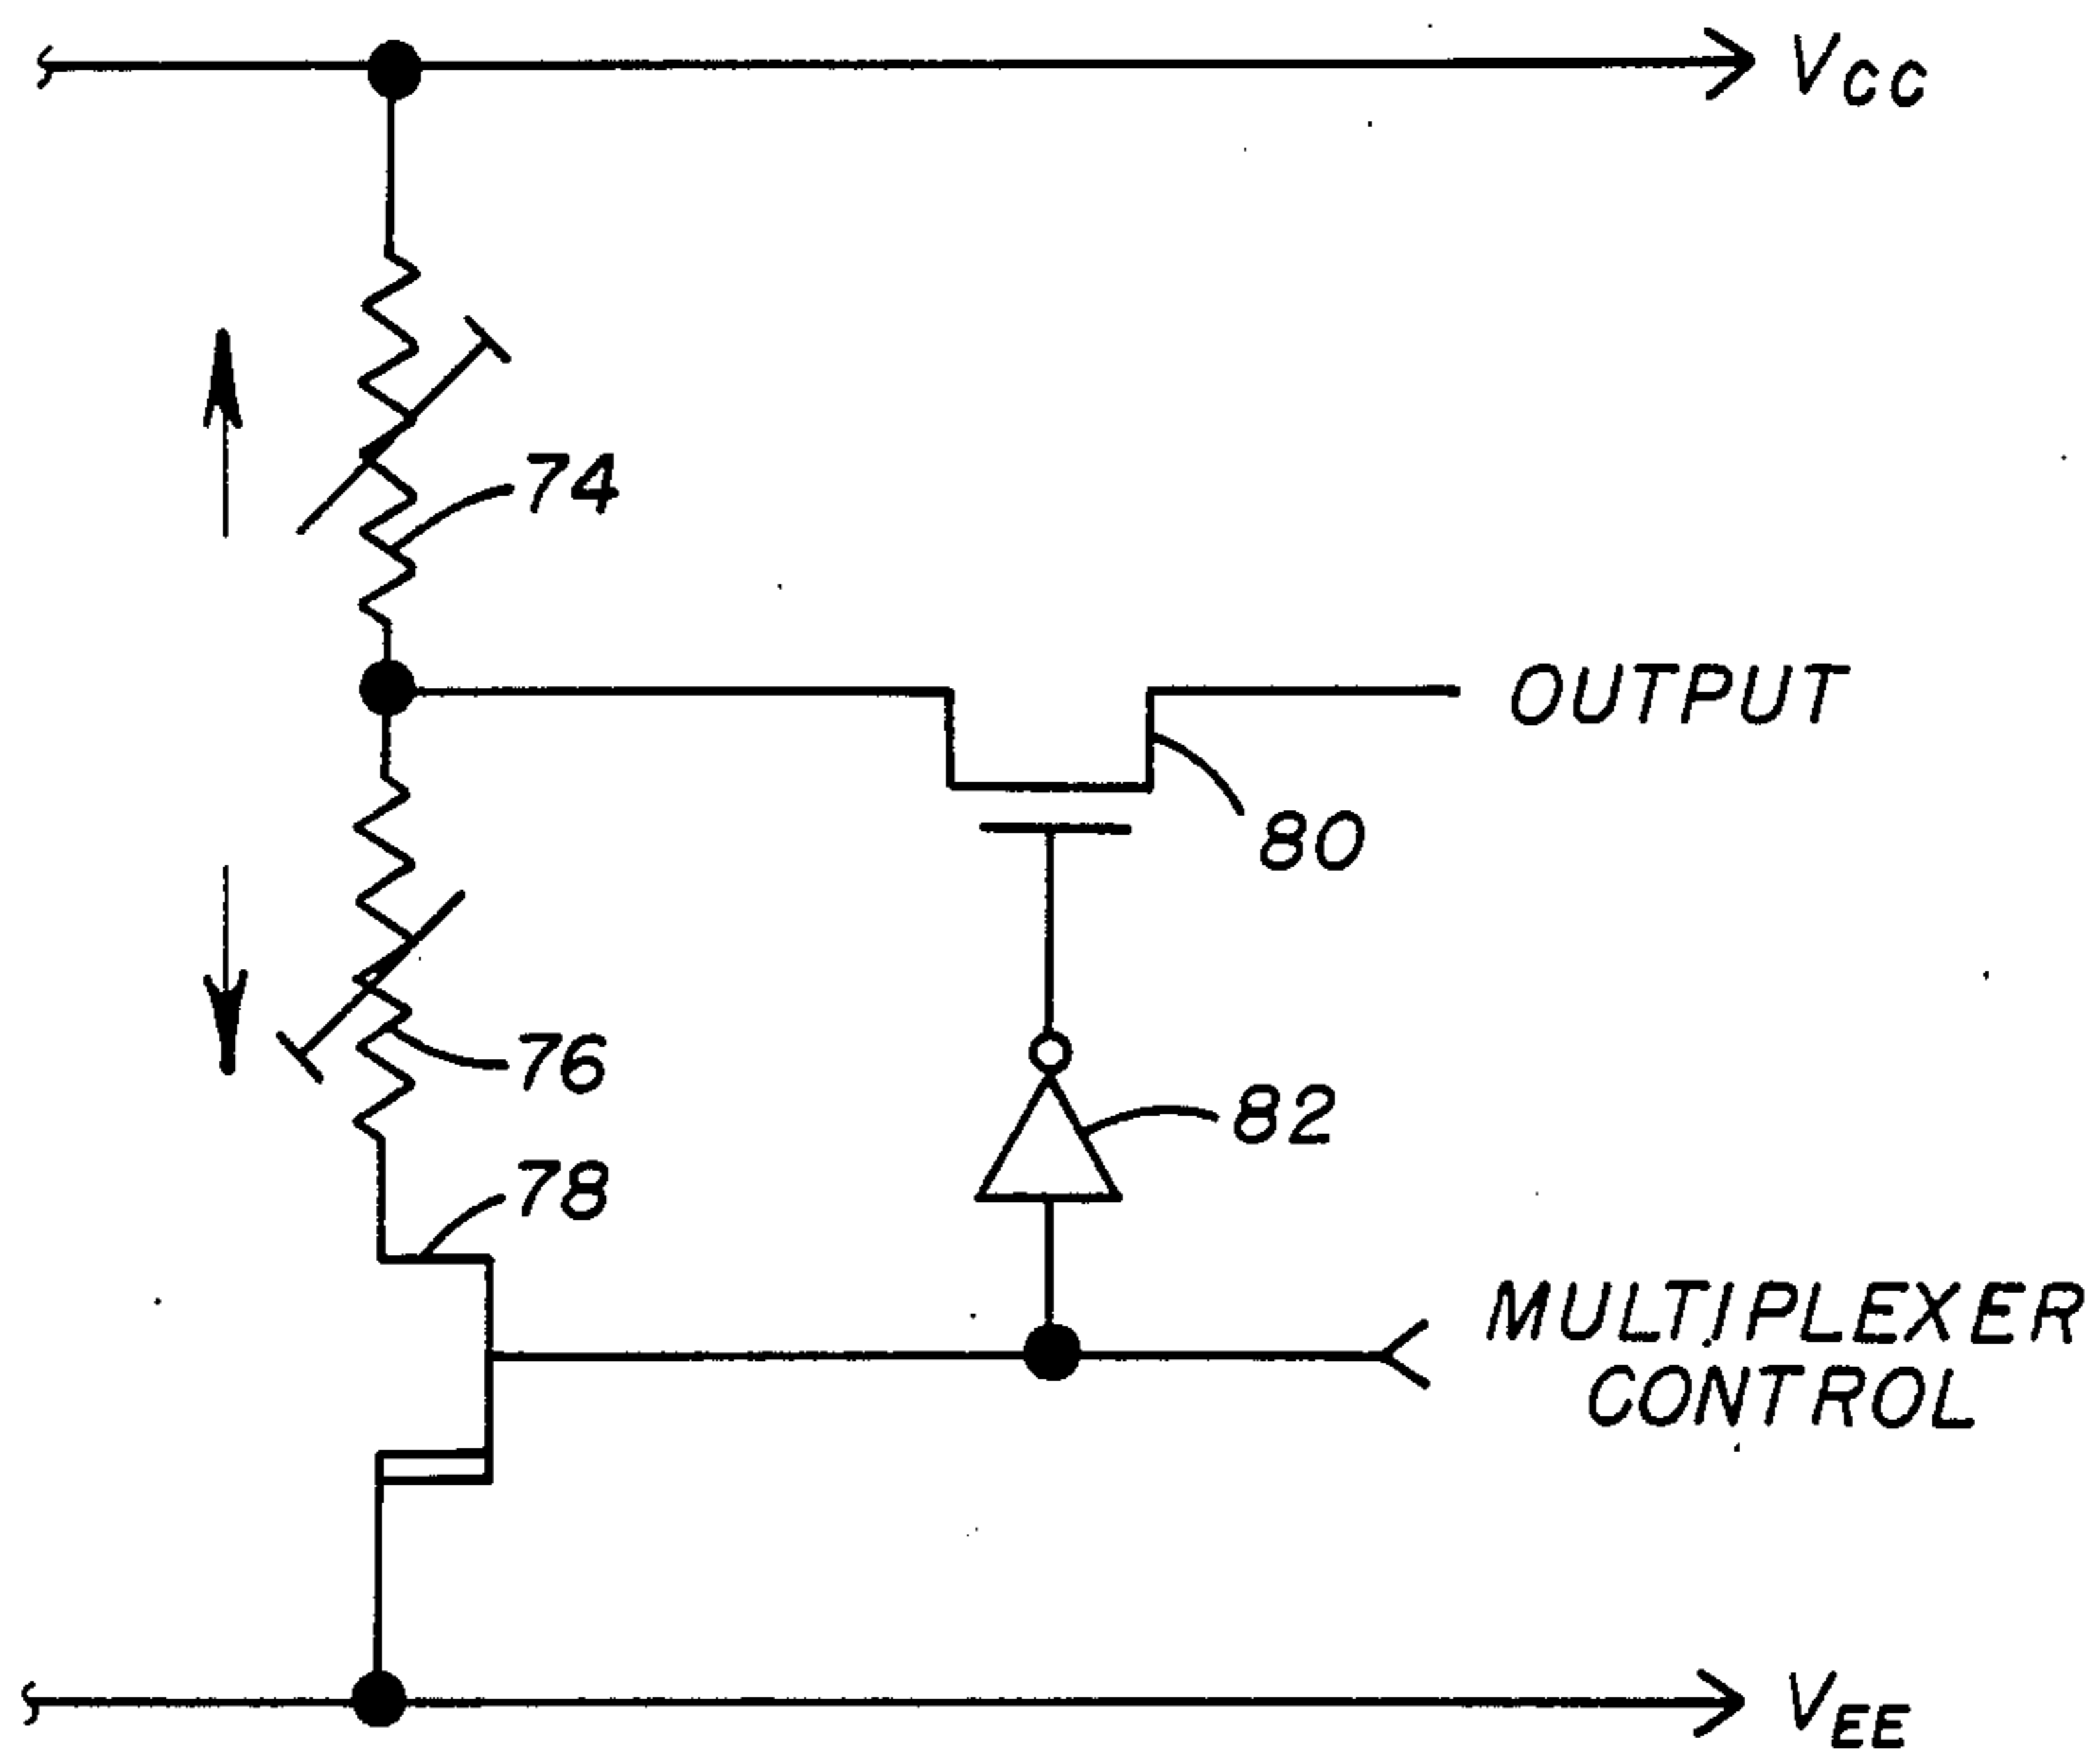 VCC
74
OUTPUT
80
76
82
78
MULTIPLEXER
CONTROL
VEE